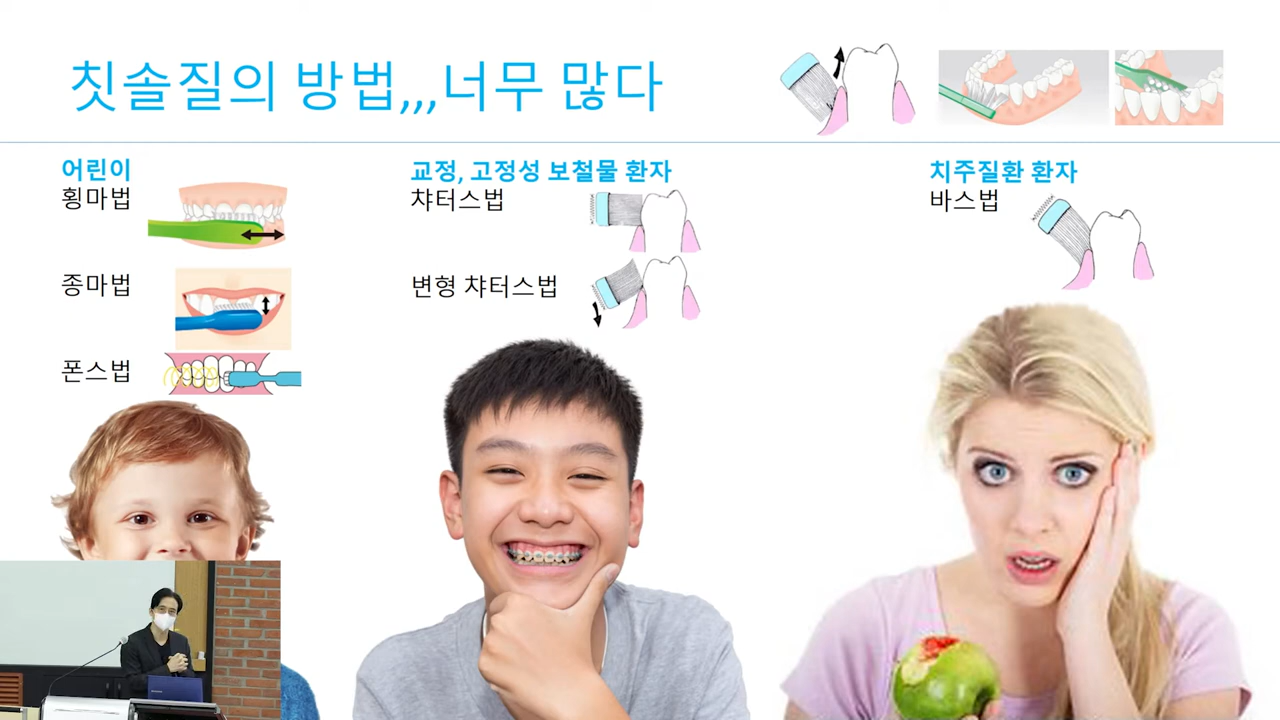 칫솔질의 방법,,,너무 많다
어린이
횡마법
종마법
폰스법
교정, 고정성 보철물 환자
챠터스법
변형 챠터스법
치주질환 환자
바스법